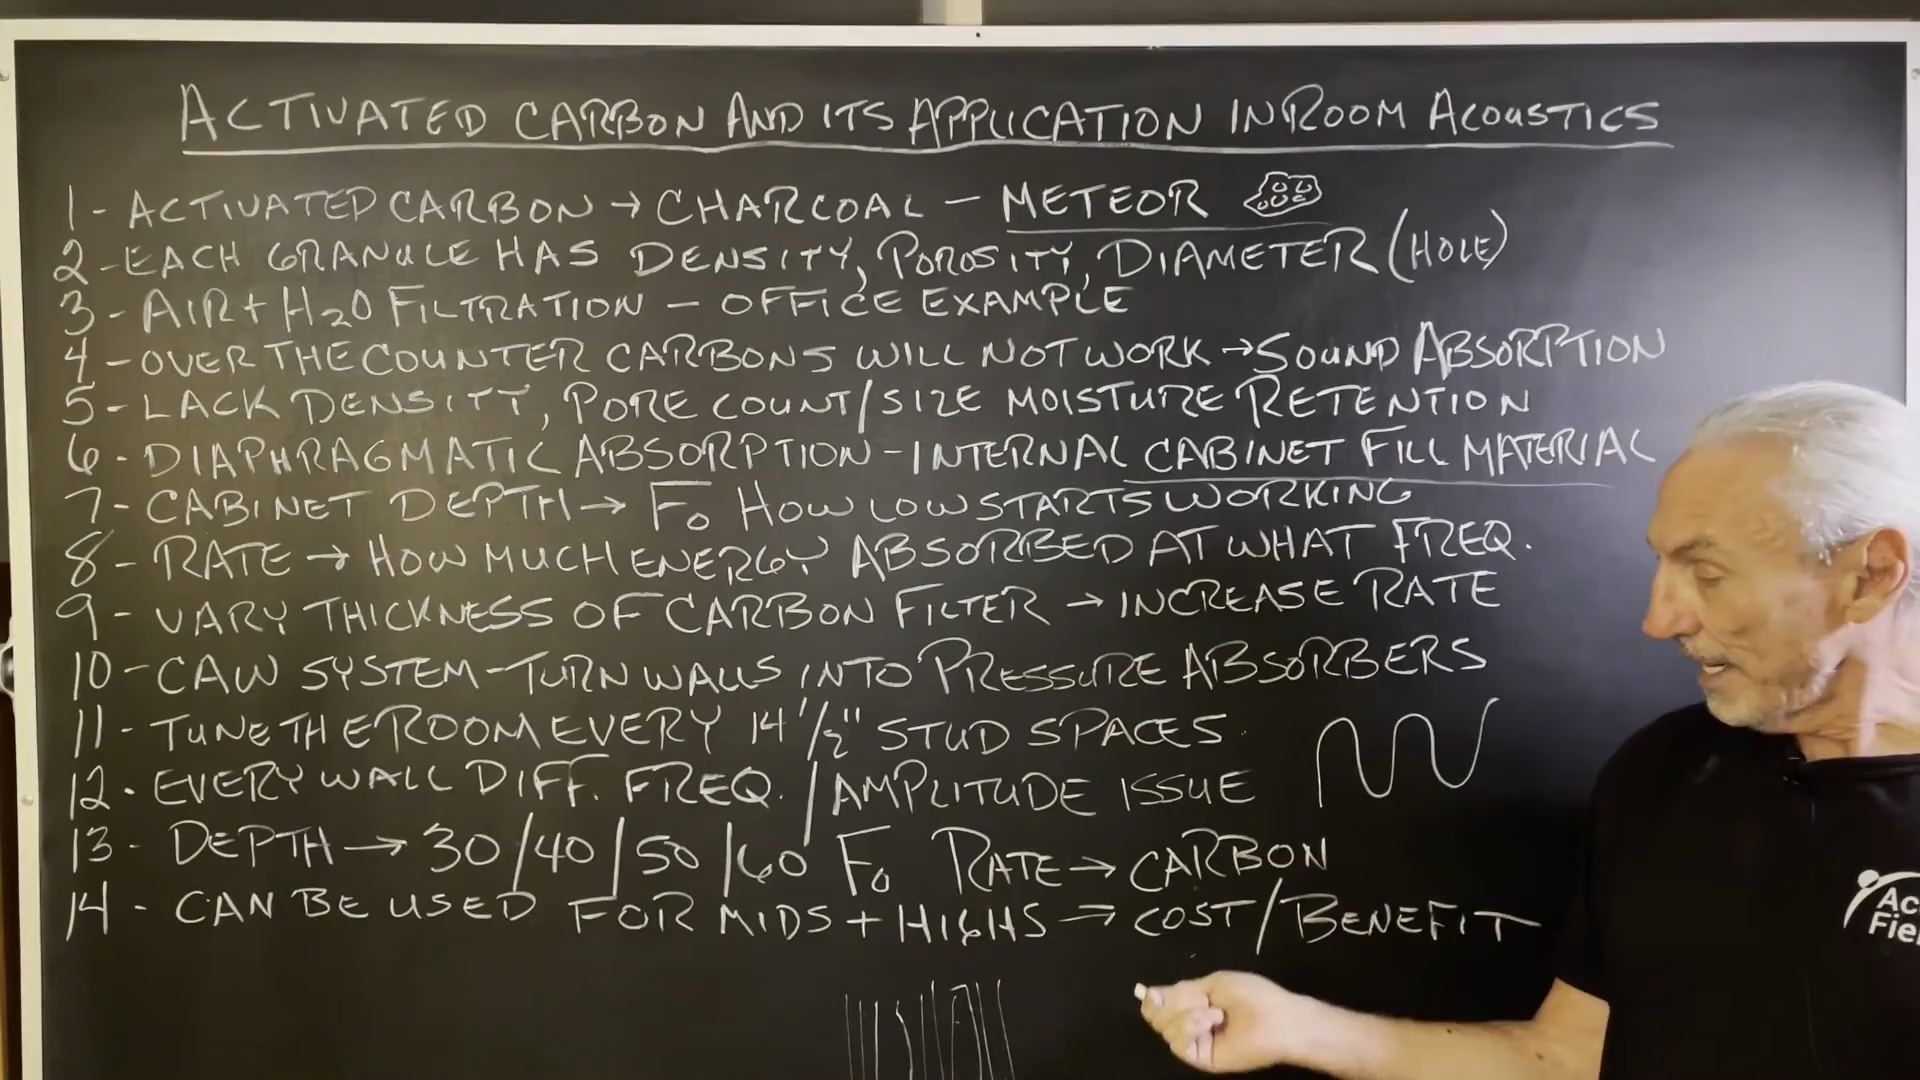 ACTIVATED CARBON AND ITS APPLICATION IN ROOM ACOUSTICS
1 - ACTIVATED CARBON → CHARCOAL - METEOR
2 - EACH GRANULE HAS DENSITY, POROSITY, DIAMETER (HOLE)
3 - AIR + H2O FILTRATION - OFFICE EXAMPLE
4 - OVER THE COUNTER CARBONS WILL NOT WORK → SOUND ABSORPTION
5 - LACK DENSITY, PORE COUNT/SIZE MOISTURE RETENTION
6 - DIAPHRAGMATIC ABSORPTION - INTERNAL CABINET FILL MATERIAL
7 - CABINET DEPTH → Fo HOW LOW STARTS WORKING
8 - RATE → HOW MUCH ENERGY ABSORBED AT WHAT FREQ.
9 - VARY THICKNESS OF CARBON FILTER → INCREASE RATE
10 - CAW SYSTEM - TURN WALLS INTO PRESSURE ABSORBERS
11 - TUNE THE ROOM EVERY 14 1/2" STUD SPACES
12. EVERY WALL DIFF. FREQ. / AMPLITUDE ISSUE
13 - DEPTH → 30/40/50/60 Fo RATE → CARBON
14 - CAN BE USED FOR MIDS + HIGHS → COST/BENEFIT